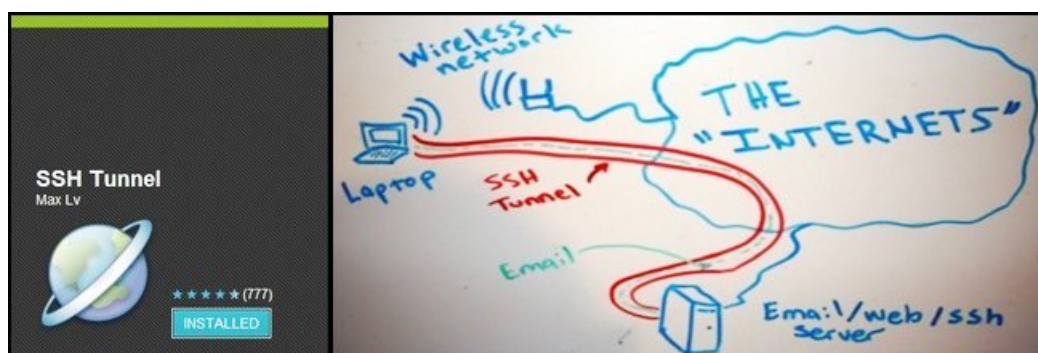 SSH Tunnel
Max Lv
(777)
INSTALLED
Wireless
network
THE
"INTERNETS"
Laptop
SSH
Tunnel
Email
Email/web/ssh
server